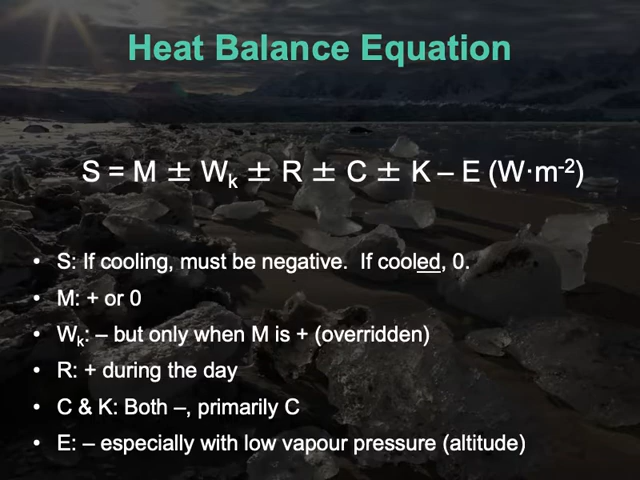 Heat Balance Equation
S = M ± Wk ± R ± C ± K – E (W·m-2)
• S: If cooling, must be negative. If cooled, 0.
• M: + or 0
• Wk: – but only when M is + (overridden)
• R: + during the day
• C & K: Both –, primarily C
• E: – especially with low vapour pressure (altitude)